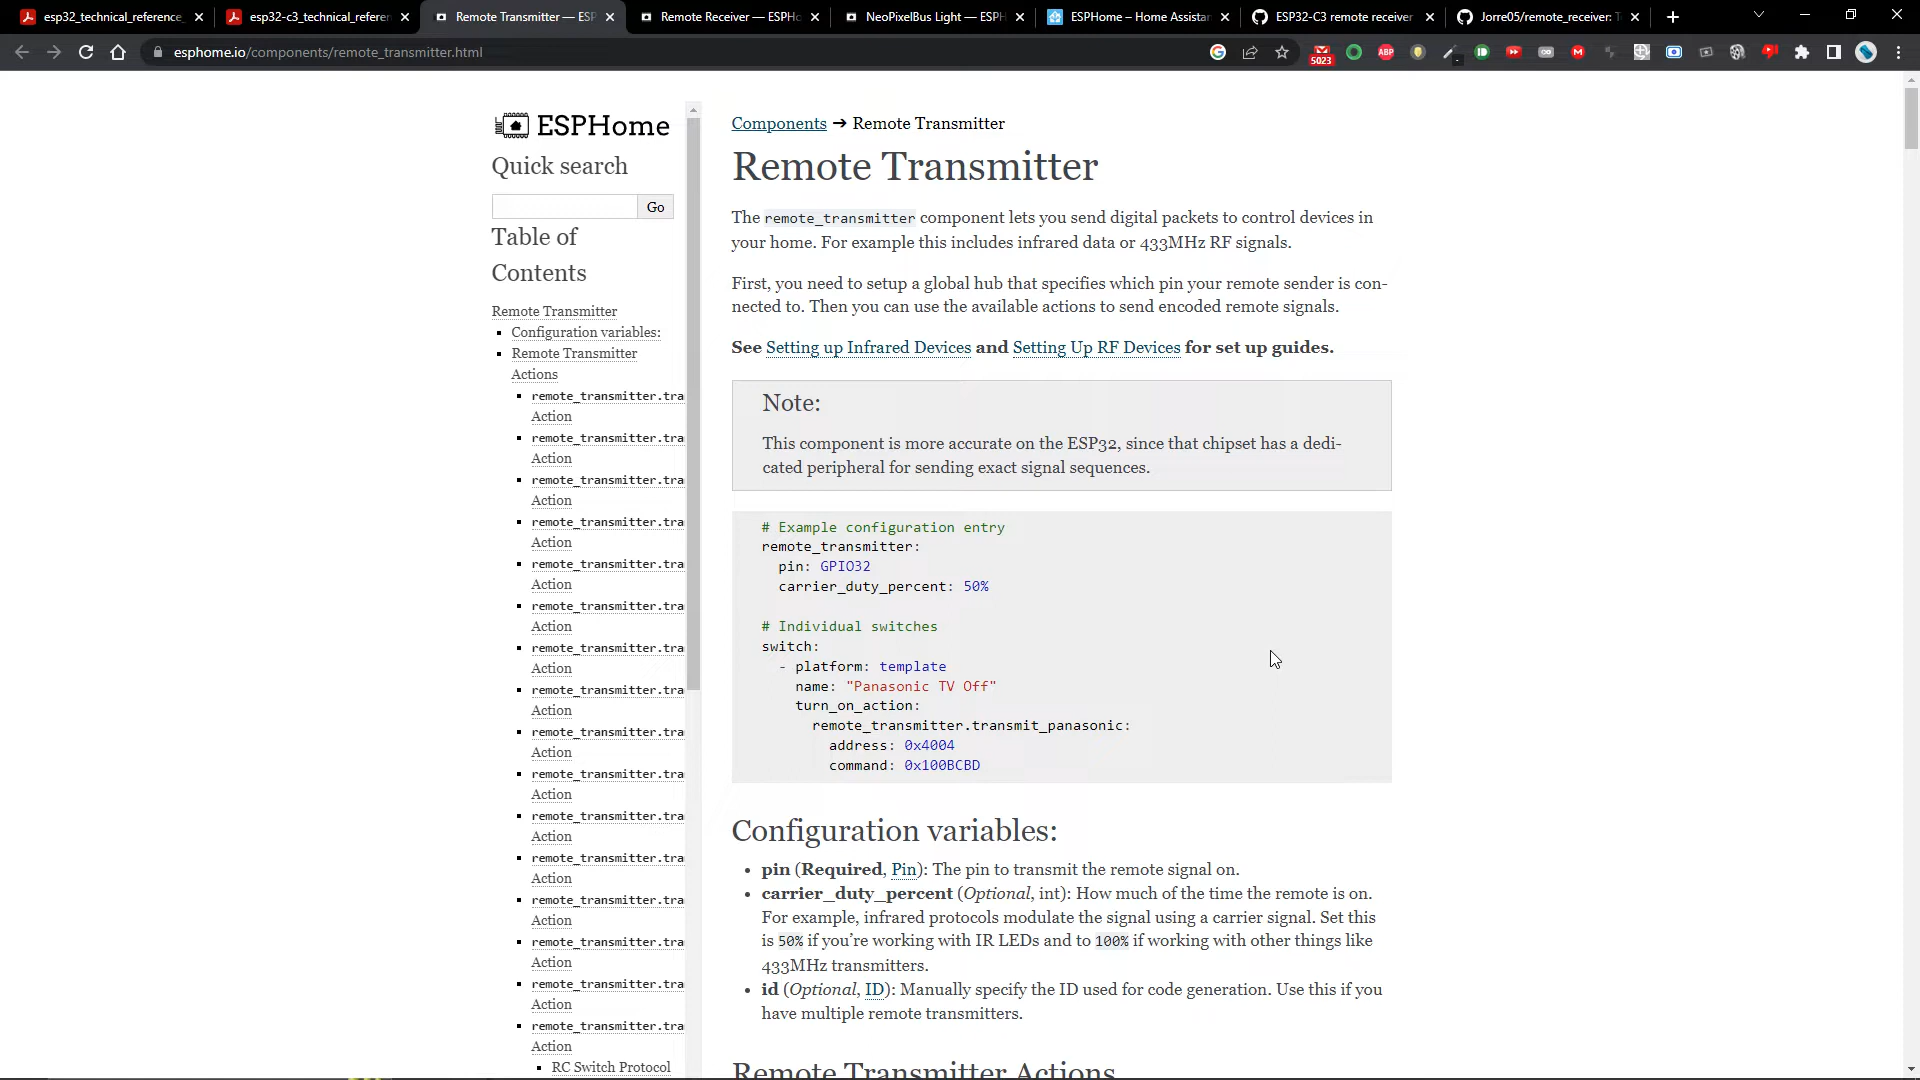 esp32_technical_reference_
esp32-c3_technical_referen
Remote Transmitter — ESP
Remote Receiver — ESPHo
NeoPixelBus Light — ESPH
ESPHome – Home Assistan
ESP32-C3 remote receiver
Jorre05/remote_receiver: T
esphome.io/components/remote_transmitter.html
5023
ABP
ESPHome
Quick search
Go
Table of
Contents
Remote Transmitter
Configuration variables:
Remote Transmitter
Actions
remote_transmitter.tra
Action
remote_transmitter.tra
Action
remote_transmitter.tra
Action
remote_transmitter.tra
Action
remote_transmitter.tra
Action
remote_transmitter.tra
Action
remote_transmitter.tra
Action
remote_transmitter.tra
Action
remote_transmitter.tra
Action
remote_transmitter.tra
Action
remote_transmitter.tra
Action
remote_transmitter.tra
Action
remote_transmitter.tra
Action
remote_transmitter.tra
Action
remote_transmitter.tra
Action
remote_transmitter.tra
Action
RC Switch Protocol
Components ➔ Remote Transmitter
Remote Transmitter
The remote_transmitter component lets you send digital packets to control devices in
your home. For example this includes infrared data or 433MHz RF signals.
First, you need to setup a global hub that specifies which pin your remote sender is con-
nected to. Then you can use the available actions to send encoded remote signals.
See Setting up Infrared Devices and Setting Up RF Devices for set up guides.
Note:
This component is more accurate on the ESP32, since that chipset has a dedi-
cated peripheral for sending exact signal sequences.
# Example configuration entry
remote_transmitter:
pin: GPIO32
carrier_duty_percent: 50%
# Individual switches
switch:
- platform: template
name: "Panasonic TV Off"
turn_on_action:
remote_transmitter.transmit_panasonic:
address: 0x4004
command: 0x100BCBD
Configuration variables:
pin (Required, Pin): The pin to transmit the remote signal on.
carrier_duty_percent (Optional, int): How much of the time the remote is on.
For example, infrared protocols modulate the signal using a carrier signal. Set this
is 50% if you’re working with IR LEDs and to 100% if working with other things like
433MHz transmitters.
id (Optional, ID): Manually specify the ID used for code generation. Use this if you
have multiple remote transmitters.
Remote Transmitter Actions